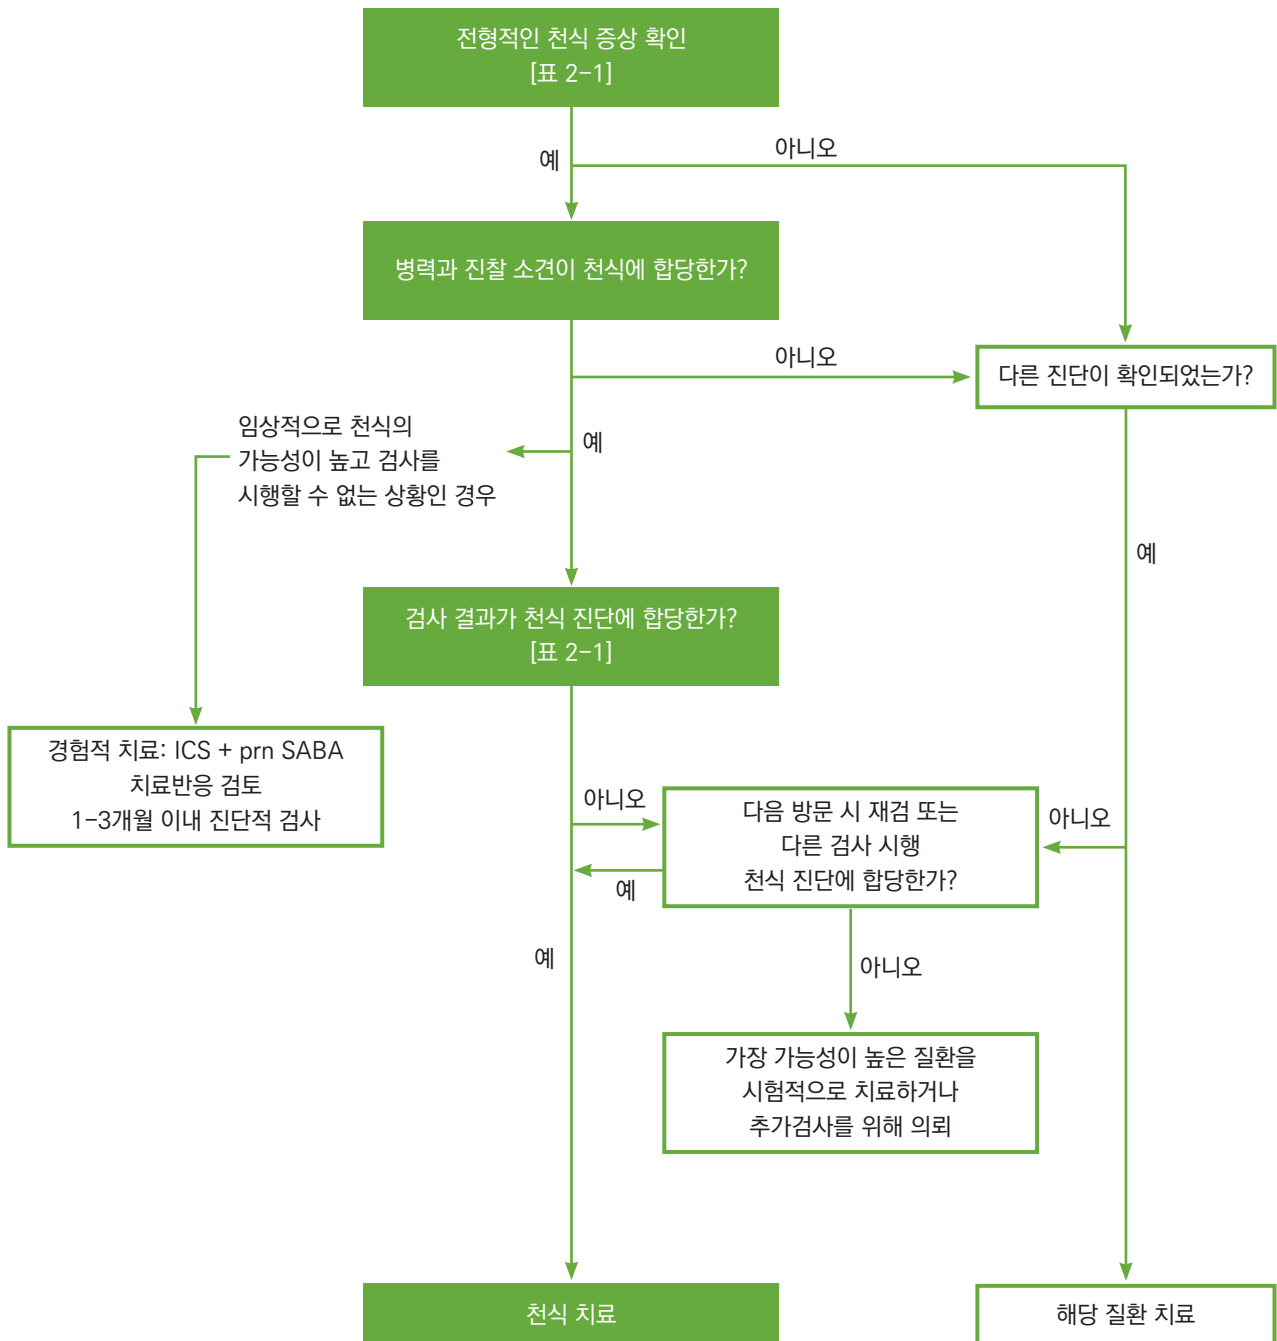 전형적인 천식 증상 확인
[표 2-1]
예
아니오
병력과 진찰 소견이 천식에 합당한가?
아니오
다른 진단이 확인되었는가?
임상적으로 천식의
가능성이 높고 검사를
시행할 수 없는 상황인 경우
예
예
검사 결과가 천식 진단에 합당한가?
[표 2-1]
경험적 치료: ICS + prn SABA
치료반응 검토
1-3개월 이내 진단적 검사
아니오
다음 방문 시 재검 또는
다른 검사 시행
천식 진단에 합당한가?
아니오
예
예
아니오
가장 가능성이 높은 질환을
시험적으로 치료하거나
추가검사를 위해 의뢰
천식 치료
해당 질환 치료